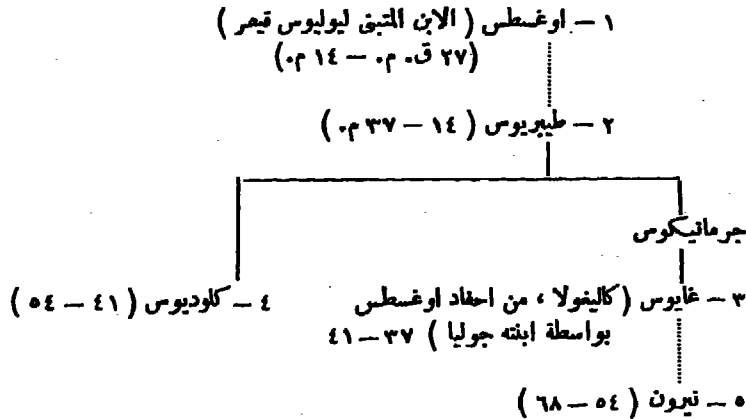 ١ – اوغسطس ( الابن المتبنى ليوليوس قيصر )
(٢٧ ق. م. – ١٤ م.)
٢ – طيبريوس ( ١٤ – ٣٧ م. )
جرمانيكوس
٣ – غايوس ( كاليغولا ، من احفاد اوغسطس
بواسطة ابنته جوليا ) ٣٧–٤١
٤ – كلوديوس ( ٤١ – ٥٤ )
٥ – نيرون ( ٥٤ – ٦٨ )